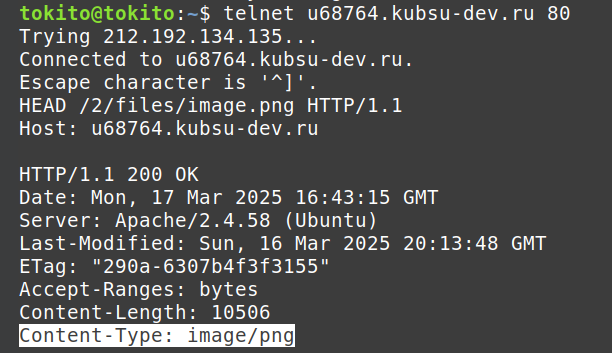 tokito@tokito:~$ telnet u68764.kubsu-dev.ru 80
Trying 212.192.134.135...
Connected to u68764.kubsu-dev.ru.
Escape character is '^]'.
HEAD /2/files/image.png HTTP/1.1
Host: u68764.kubsu-dev.ru

HTTP/1.1 200 OK
Date: Mon, 17 Mar 2025 16:43:15 GMT
Server: Apache/2.4.58 (Ubuntu)
Last-Modified: Sun, 16 Mar 2025 20:13:48 GMT
ETag: "290a-6307b4f3f3155"
Accept-Ranges: bytes
Content-Length: 10506
Content-Type: image/png